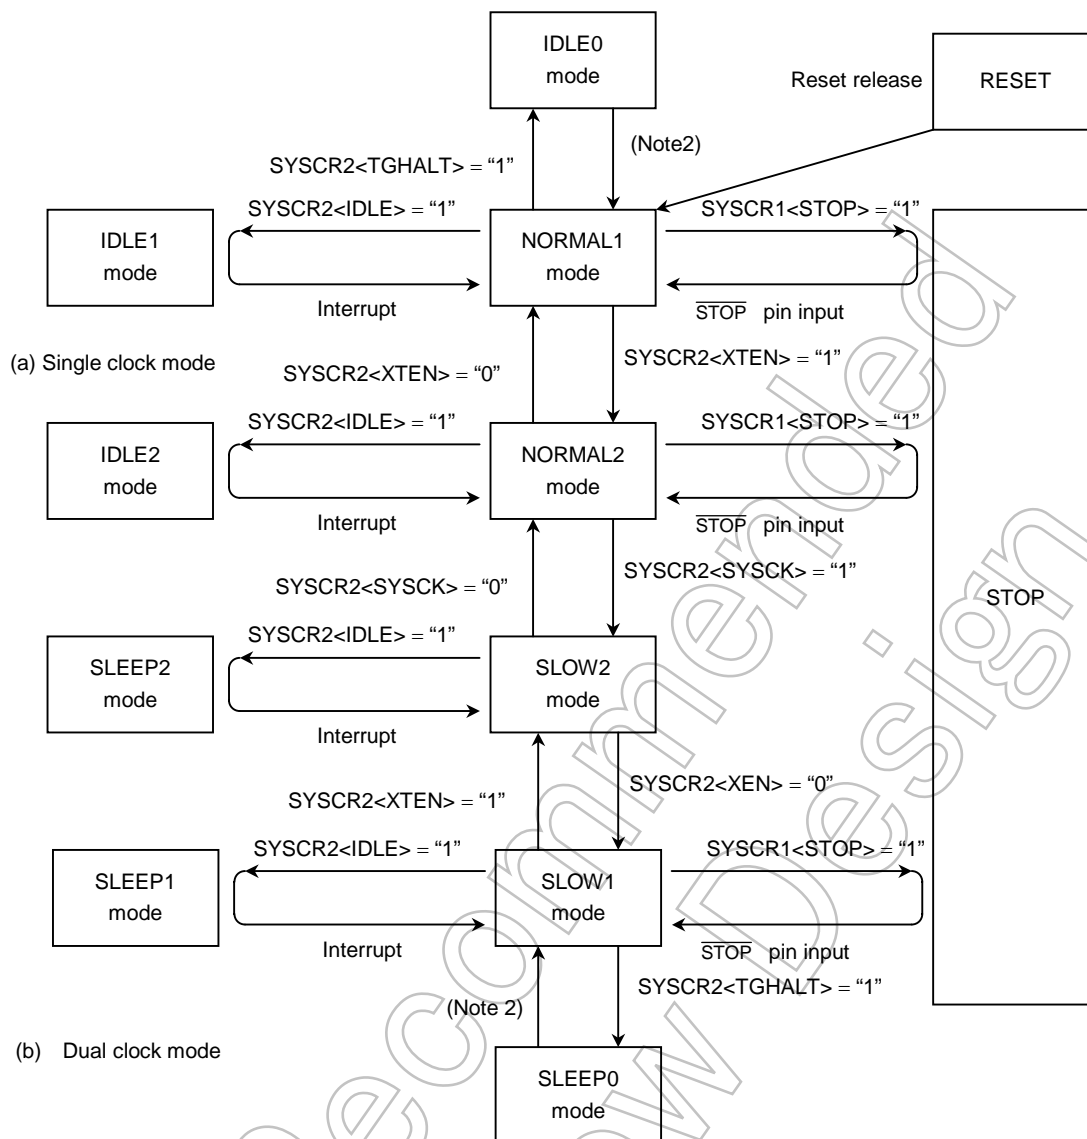 IDLE0
mode
Reset release
RESET
(Note2)
SYSCR2<TGHALT> = “1”
SYSCR2<IDLE> = “1”
SYSCR1<STOP> = “1”
IDLE1
mode
NORMAL1
mode
Interrupt
STOP pin input
(a) Single clock mode
SYSCR2<XTEN> = “0”
SYSCR2<XTEN> = “1”
SYSCR2<IDLE> = “1”
SYSCR1<STOP> = “1”
IDLE2
mode
NORMAL2
mode
Interrupt
STOP pin input
SYSCR2<SYSCK> = “0”
SYSCR2<SYSCK> = “1”
STOP
SYSCR2<IDLE> = “1”
SLEEP2
mode
SLOW2
mode
Interrupt
SYSCR2<XTEN> = “1”
SYSCR2<XEN> = “0”
SYSCR2<IDLE> = “1”
SYSCR1<STOP> = “1”
SLEEP1
mode
SLOW1
mode
Interrupt
STOP pin input
SYSCR2<TGHALT> = “1”
(Note 2)
(b) Dual clock mode
SLEEP0
mode
Recommended
Design